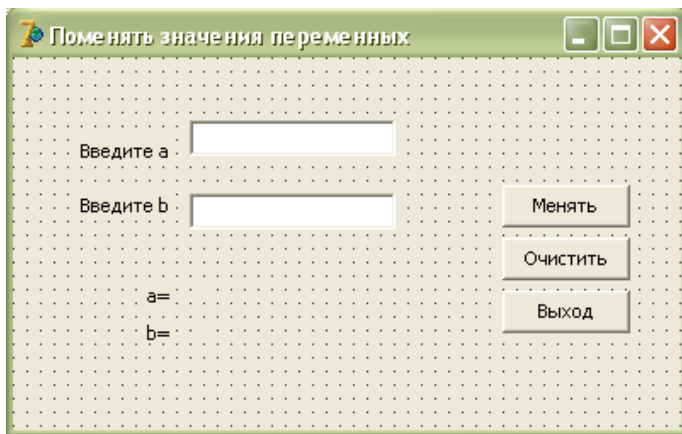 Поменять значения переменных
Введите a
Введите b
Менять
Очистить
a=
Выход
b=